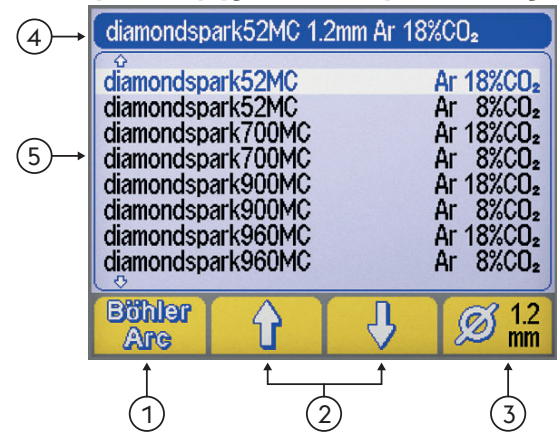 4
diamondspark52MC 1.2mm Ar 18%CO₂
diamondspark52MC Ar 18%CO₂
diamondspark52MC Ar 8%CO₂
5
diamondspark700MC Ar 18%CO₂
diamondspark700MC Ar 8%CO₂
diamondspark900MC Ar 18%CO₂
diamondspark900MC Ar 8%CO₂
diamondspark960MC Ar 18%CO₂
diamondspark960MC Ar 8%CO₂
Böhler
Arc
Ø 1.2
mm
1 2 3